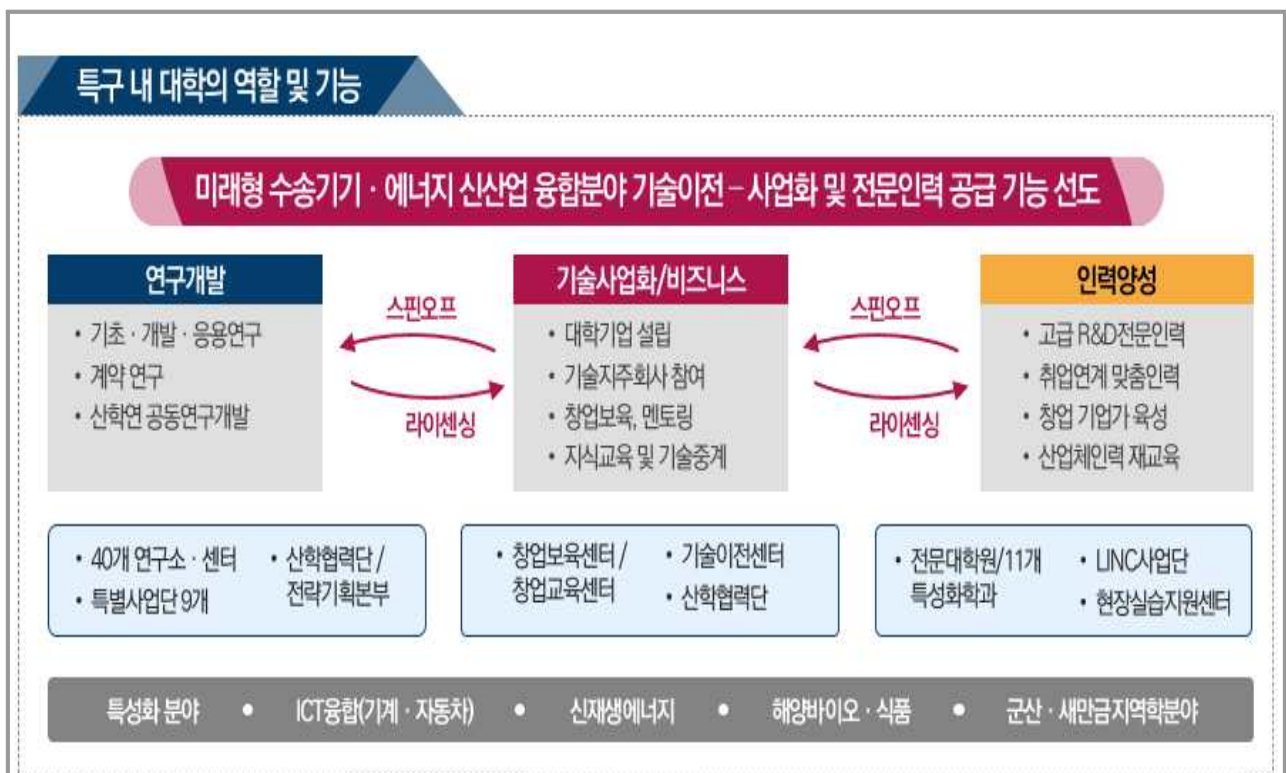 특구 내 대학의 역할 및 기능
미래형 수송기기 · 에너지 신산업 융합분야 기술이전 – 사업화 및 전문인력 공급 기능 선도
연구개발
• 기초 · 개발 · 응용연구
• 계약 연구
• 산학연 공동연구개발
스핀오프
라이센싱
기술사업화/비즈니스
• 대학기업 설립
• 기술지주회사 참여
• 창업보육, 멘토링
• 지식교육 및 기술중계
스핀오프
라이센싱
인력양성
• 고급 R&D전문인력
• 취업연계 맞춤인력
• 창업 기업가 육성
• 산업체인력 재교육
• 40개 연구소 · 센터
• 특별사업단 9개
• 산학협력단 /
전략기획본부
• 창업보육센터 /
창업교육센터
• 기술이전센터
• 산학협력단
• 전문대학원/11개
특성화학과
• LINC사업단
• 현장실습지원센터
특성화 분야 • ICT융합(기계 · 자동차) • 신재생에너지 • 해양바이오 · 식품 • 군산 · 새만금지역학분야